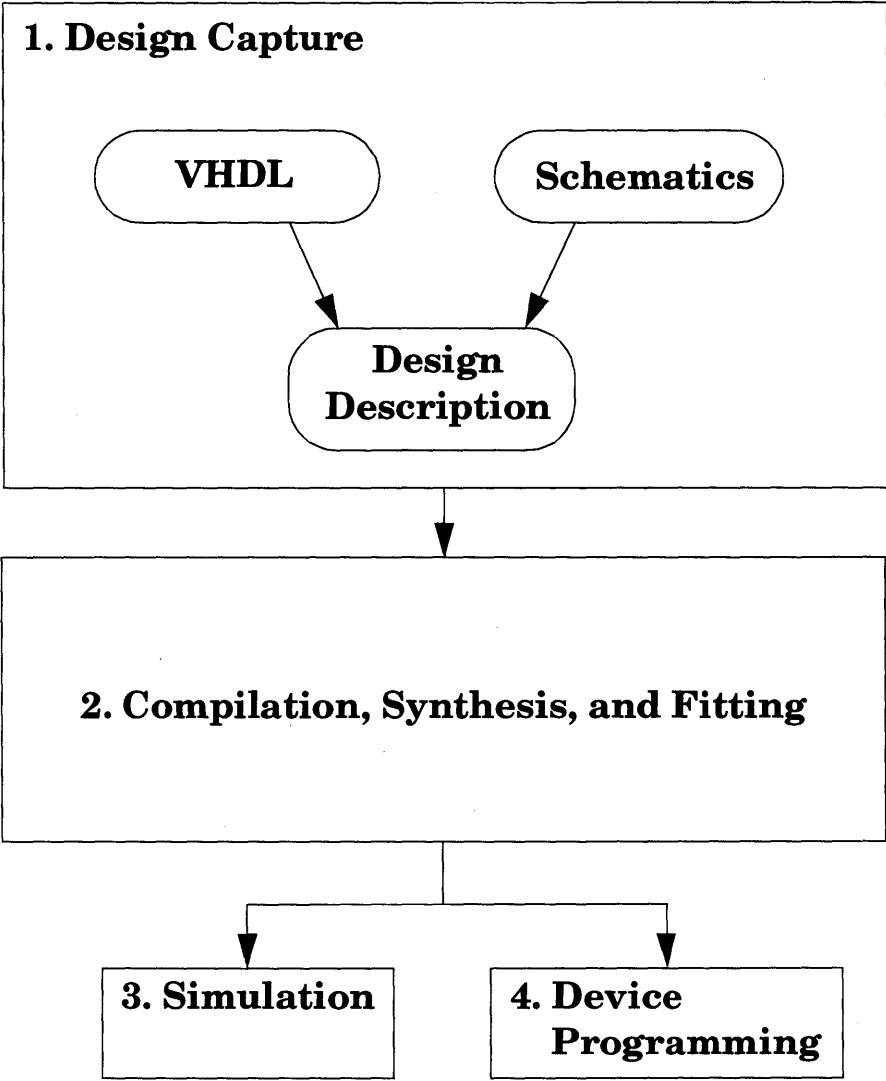 1. Design Capture
VHDL
Schematics
Design
Description
2. Compilation, Synthesis, and Fitting
3. Simulation
4. Device
Programming